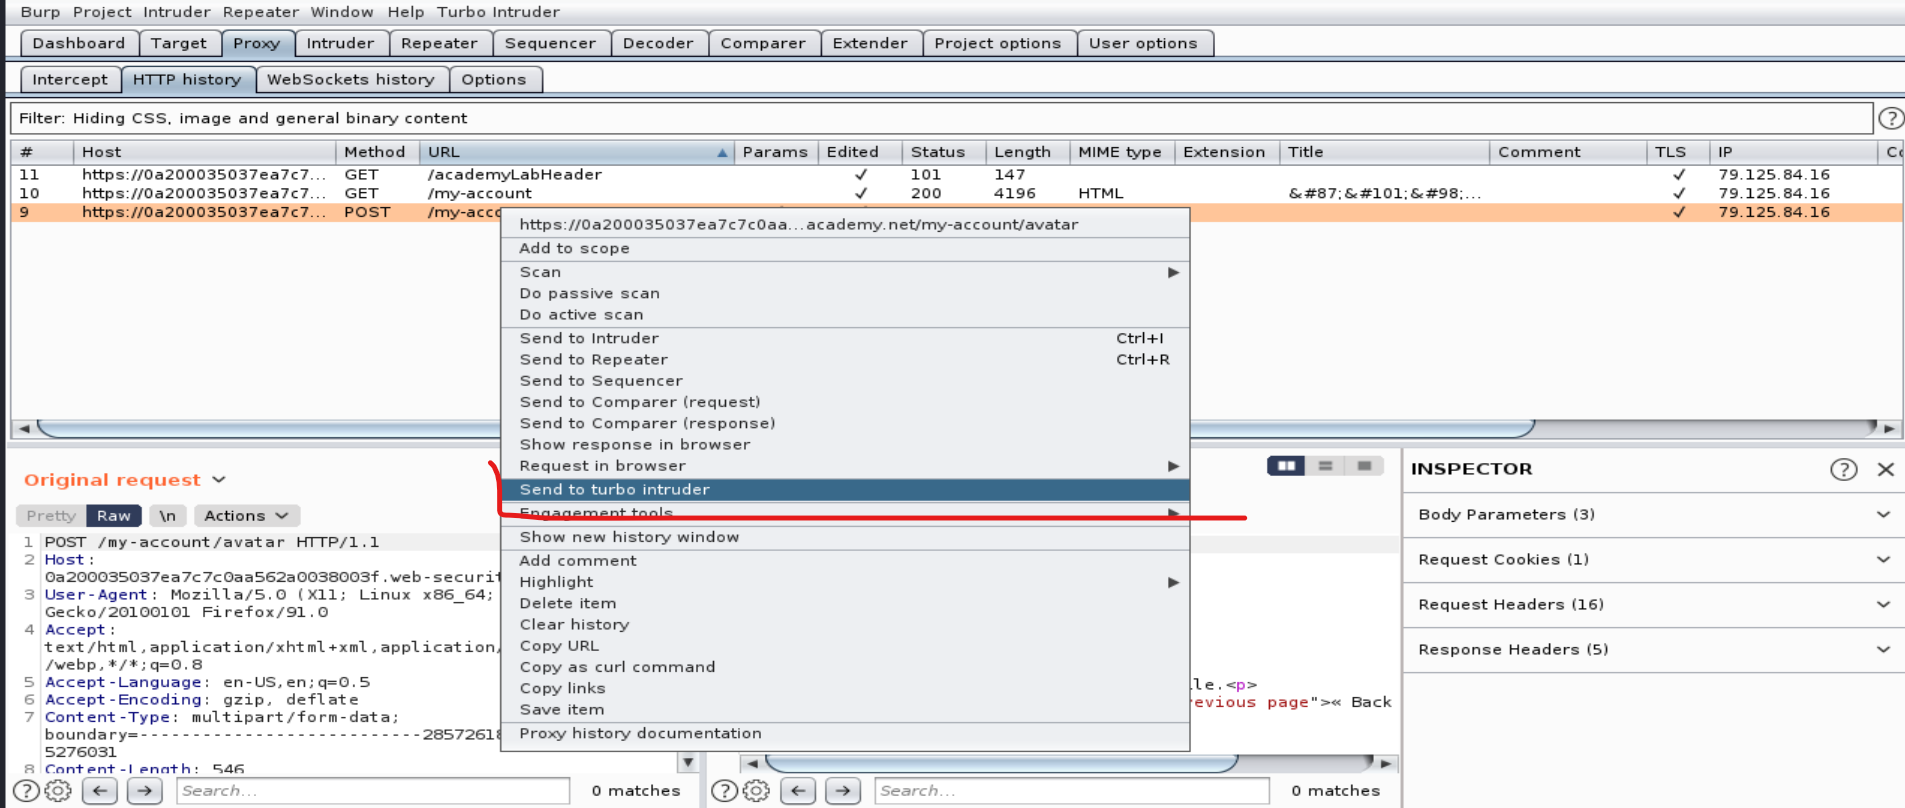 Burp Project Intruder Repeater Window Help Turbo Intruder
Dashboard Target Proxy Intruder Repeater Sequencer Decoder Comparer Extender Project options User options
Intercept HTTP history WebSockets history Options
Filter: Hiding CSS, image and general binary content
# Host Method URL Params Edited Status Length MIME type Extension Title Comment TLS IP
11 https://0a200035037ea7c7... GET /academyLabHeader ✓ 101 147 ✓ 79.125.84.16
10 https://0a200035037ea7c7... GET /my-account ✓ 200 4196 HTML &#87;&#101;&#98;... ✓ 79.125.84.16
9 https://0a200035037ea7c7... POST /my-acco ✓ 79.125.84.16
https://0a200035037ea7c7c0aa...academy.net/my-account/avatar
Add to scope
Scan
Do passive scan
Do active scan
Send to Intruder Ctrl+I
Send to Repeater Ctrl+R
Send to Sequencer
Send to Comparer (request)
Send to Comparer (response)
Show response in browser
Request in browser
Send to turbo intruder
Engagement tools
Show new history window
Add comment
Highlight
Delete item
Clear history
Copy URL
Copy as curl command
Copy links
Save item
Proxy history documentation
Original request
Pretty Raw \n Actions
1 POST /my-account/avatar HTTP/1.1
2 Host:
0a200035037ea7c7c0aa562a0038003f.web-securit
3 User-Agent: Mozilla/5.0 (X11; Linux x86_64;
Gecko/20100101 Firefox/91.0
4 Accept:
text/html,application/xhtml+xml,application/
/webp,*/*;q=0.8
5 Accept-Language: en-US,en;q=0.5
6 Accept-Encoding: gzip, deflate
7 Content-Type: multipart/form-data;
boundary=---------------------------28572618
5276031
8 Content-Length: 546
Search... 0 matches
le.<p>
evious page">« Back
Search... 0 matches
INSPECTOR
Body Parameters (3)
Request Cookies (1)
Request Headers (16)
Response Headers (5)